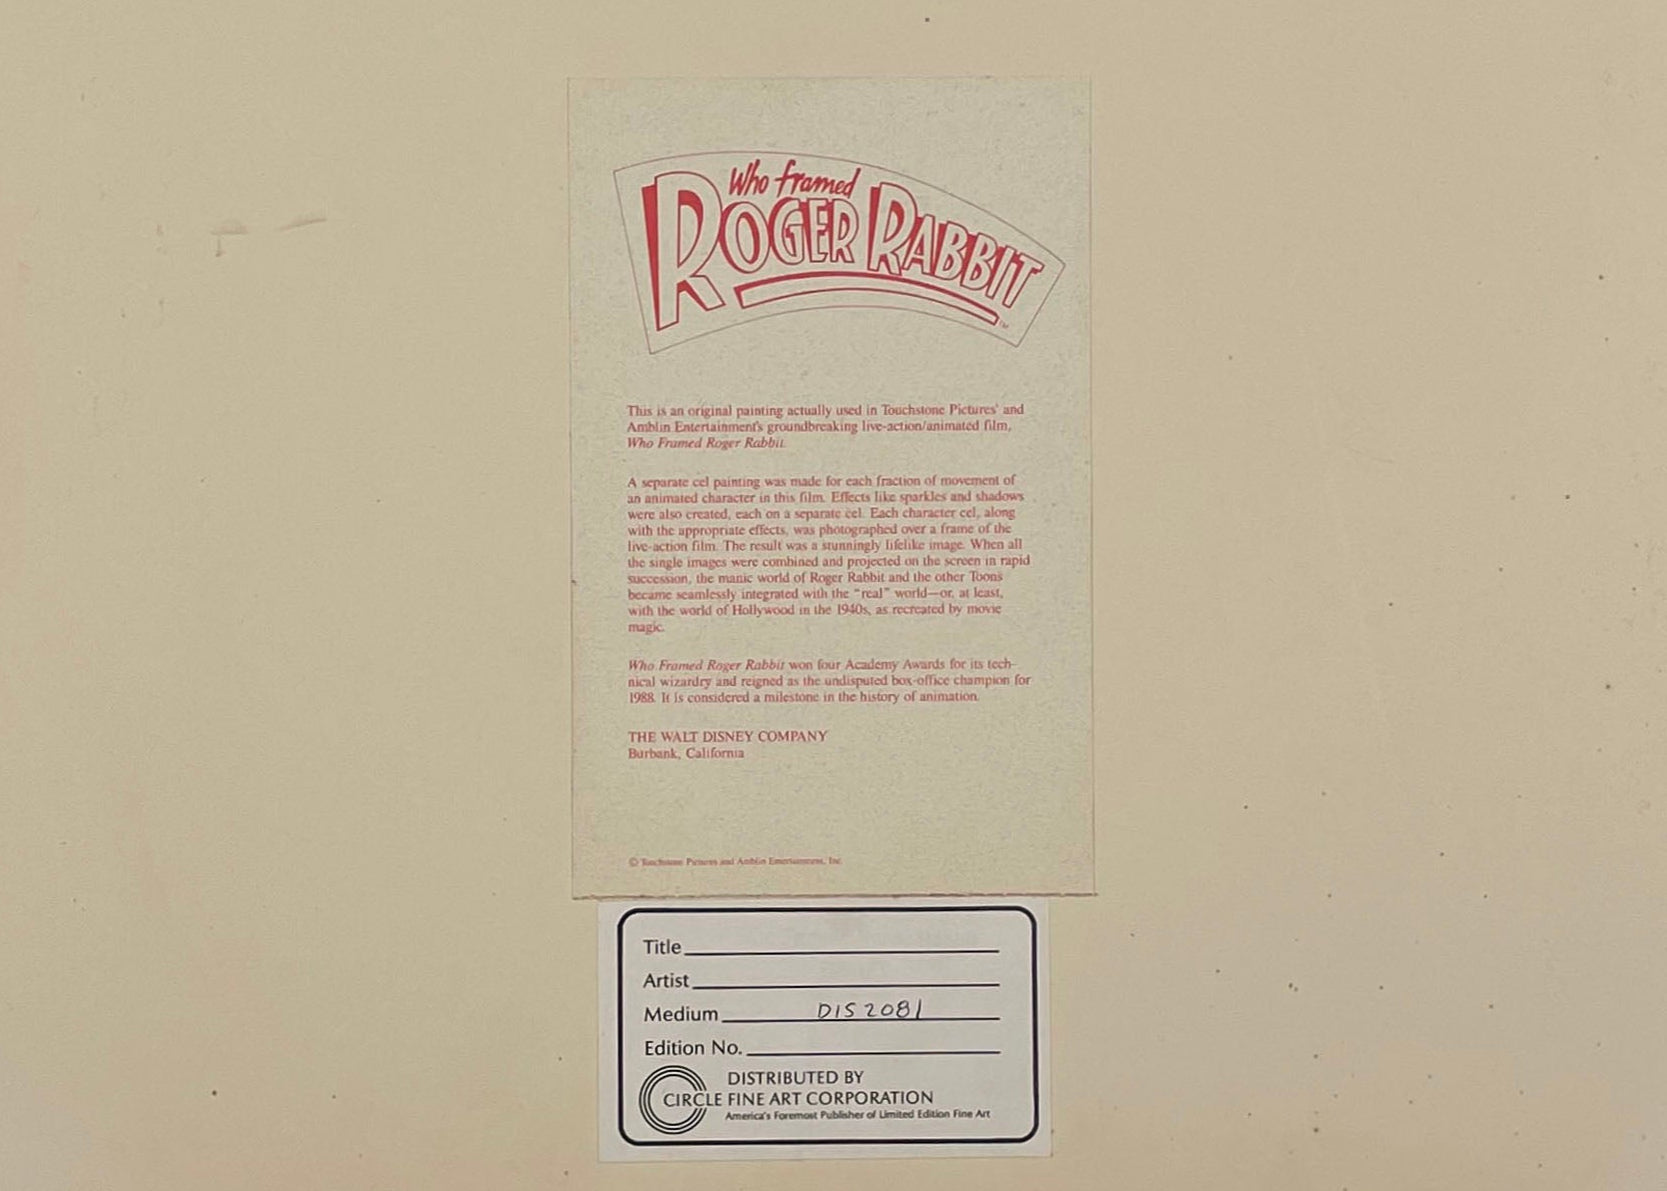 Who framed
ROGER RABBIT
TM
This is an original painting actually used in Touchstone Pictures' and
Amblin Entertainment's groundbreaking live-action/animated film,
Who Framed Roger Rabbit.
A separate cel painting was made for each fraction of movement of
an animated character in this film. Effects like sparkles and shadows
were also created, each on a separate cel. Each character cel, along
with the appropriate effects, was photographed over a frame of the
live-action film. The result was a stunningly lifelike image. When all
the single images were combined and projected on the screen in rapid
succession, the manic world of Roger Rabbit and the other Toons
became seamlessly integrated with the "real" world—or, at least,
with the world of Hollywood in the 1940s, as recreated by movie
magic.
Who Framed Roger Rabbit won four Academy Awards for its tech-
nical wizardry and reigned as the undisputed box-office champion for
1988. It is considered a milestone in the history of animation.
THE WALT DISNEY COMPANY
Burbank, California
© Touchstone Pictures and Amblin Entertainment, Inc.
Title
Artist
Medium DIS 2081
Edition No.
DISTRIBUTED BY
CIRCLE FINE ART CORPORATION
America's Foremost Publisher of Limited Edition Fine Art